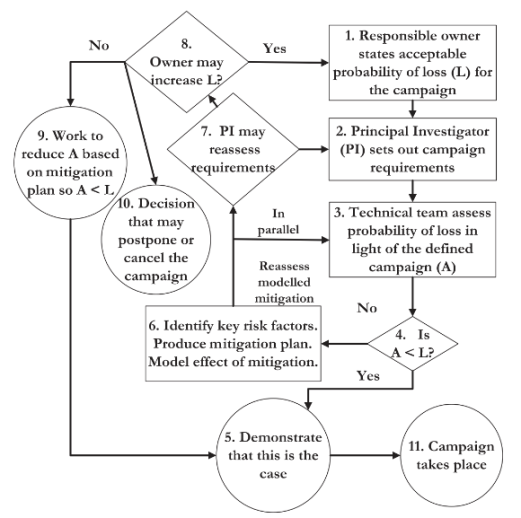 No
8.
Owner may
increase L?
Yes
1. Responsible owner
states acceptable
probability of loss (L) for
the campaign
9. Work to
reduce A based
on mitigation
plan so A < L
7. PI may
reassess
requirements
2. Principal Investigator
(PI) sets out campaign
requirements
10. Decision
that may
postpone or
cancel the
campaign
In
parallel
3. Technical team assess
probability of loss in
light of the defined
campaign (A)
Reassess
modelled
mitigation
No
6. Identify key risk factors.
Produce mitigation plan.
Model effect of mitigation.
4. Is
A < L?
Yes
5. Demonstrate
that this is the
case
11. Campaign
takes place